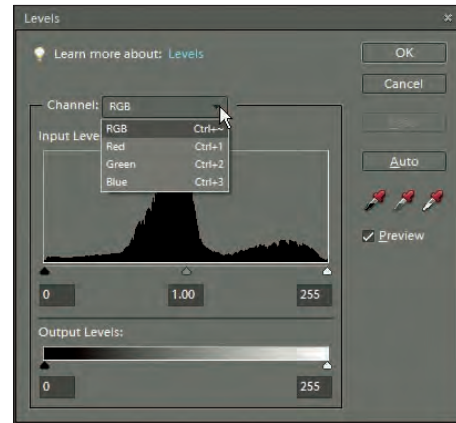 Levels
Learn more about: Levels
OK
Cancel
Channel: RGB
RGB Ctrl+~
Red Ctrl+1
Green Ctrl+2
Blue Ctrl+3
Input Leve
Auto
Preview
0 1.00 255
Output Levels:
0 255